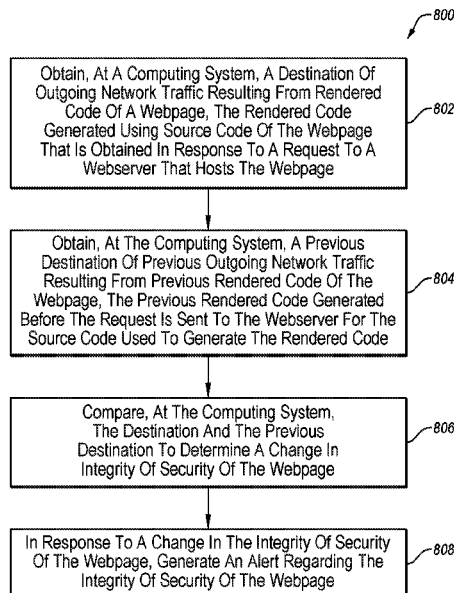 800
Obtain, At A Computing System, A Destination Of
Outgoing Network Traffic Resulting From Rendered
Code Of A Webpage, The Rendered Code
Generated Using Source Code Of The Webpage
That Is Obtained In Response To A Request To A
Webserver That Hosts The Webpage
802
Obtain, At The Computing System, A Previous
Destination Of Previous Outgoing Network Traffic
Resulting From Previous Rendered Code Of The
Webpage, The Previous Rendered Code Generated
Before The Request Is Sent To The Webserver For The
Source Code Used To Generate The Rendered Code
804
Compare, At The Computing System,
The Destination And The Previous
Destination To Determine A Change In
Integrity Of Security Of The Webpage
806
In Response To A Change In The Integrity Of Security
Of The Webpage, Generate An Alert Regarding The
Integrity Of Security Of The Webpage
808